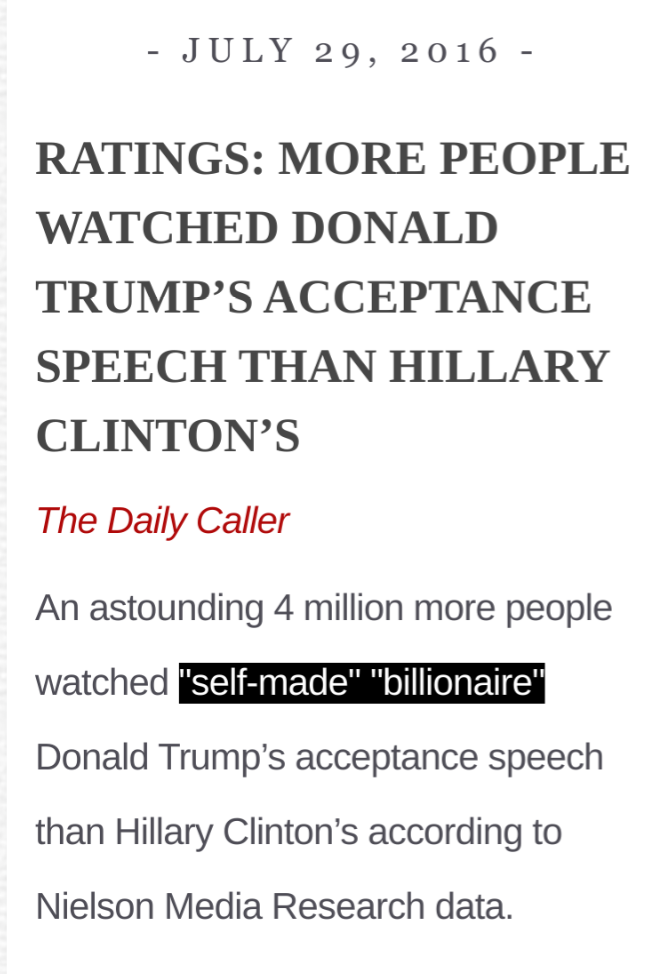 - JULY 29, 2016 -
RATINGS: MORE PEOPLE
WATCHED DONALD
TRUMP’S ACCEPTANCE
SPEECH THAN HILLARY
CLINTON’S
The Daily Caller
An astounding 4 million more people
watched "self-made" "billionaire"
Donald Trump’s acceptance speech
than Hillary Clinton’s according to
Nielson Media Research data.